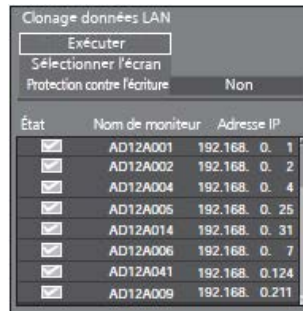 Clonage données LAN
Exécuter
Sélectionner l'écran
Protection contre l'écriture Non
État Nom de moniteur Adresse IP
AD12A001 192.168. 0. 1
AD12A002 192.168. 0. 2
AD12A004 192.168. 0. 4
AD12A005 192.168. 0. 25
AD12A014 192.168. 0. 31
AD12A006 192.168. 0. 7
AD12A041 192.168. 0.124
AD12A009 192.168. 0.211